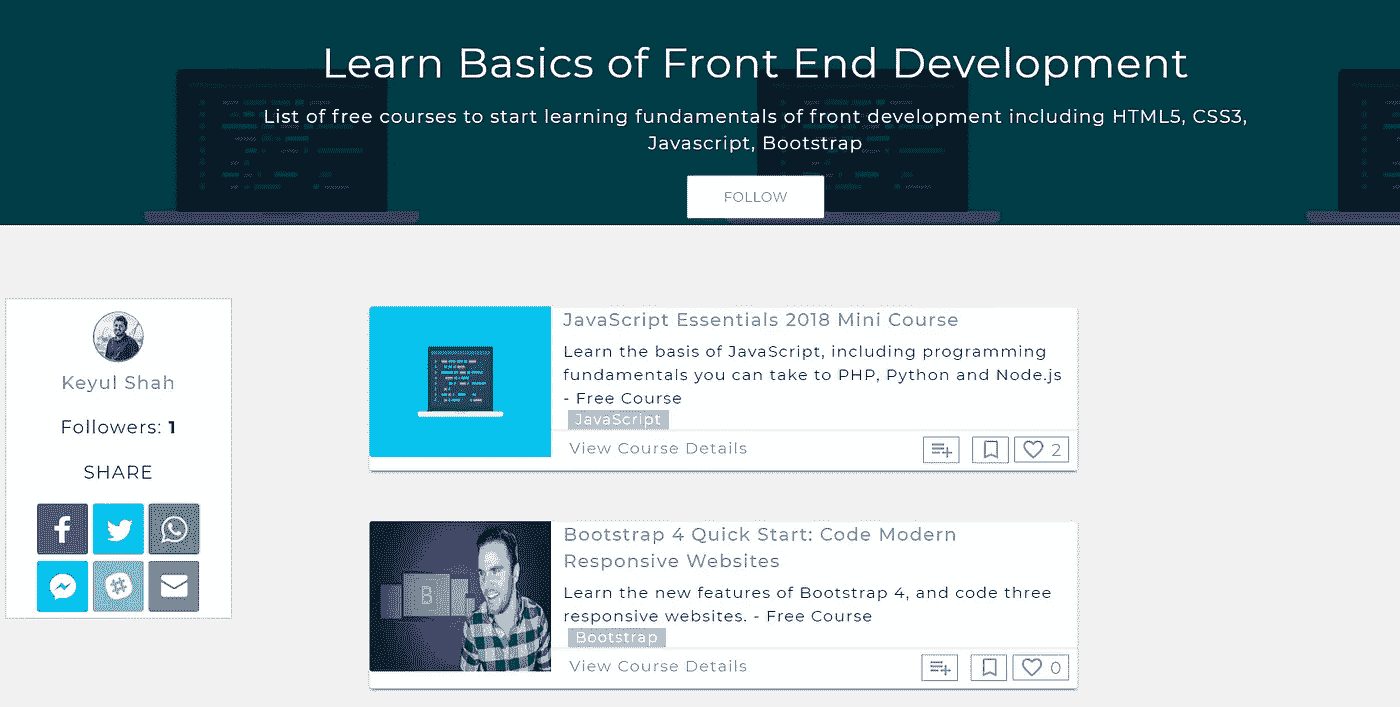 Learn Basics of Front End Development
List of free courses to start learning fundamentals of front development including HTML5, CSS3,
Javascript, Bootstrap
FOLLOW
Keyul Shah
Followers: 1
SHARE
JavaScript Essentials 2018 Mini Course
Learn the basis of JavaScript, including programming
fundamentals you can take to PHP, Python and Node.js
- Free Course
JavaScript
View Course Details
2
B
Bootstrap 4 Quick Start: Code Modern
Responsive Websites
Learn the new features of Bootstrap 4, and code three
responsive websites. - Free Course
Bootstrap
View Course Details
0